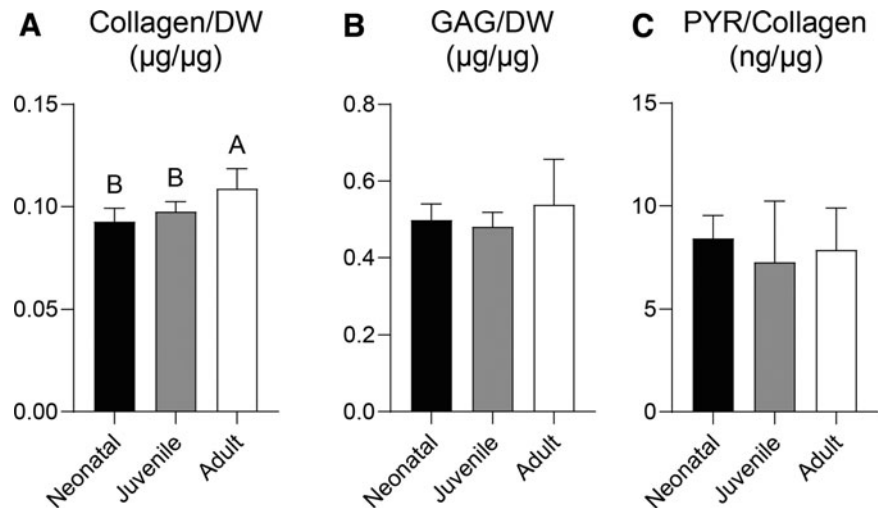 A Collagen/DW
(µg/µg)
0.15
0.10
0.05
0.00
B
B
A
Neonatal
Juvenile
Adult
B GAG/DW
(µg/µg)
0.8
0.6
0.4
0.2
0.0
Neonatal
Juvenile
Adult
C PYR/Collagen
(ng/µg)
15
10
5
0
Neonatal
Juvenile
Adult